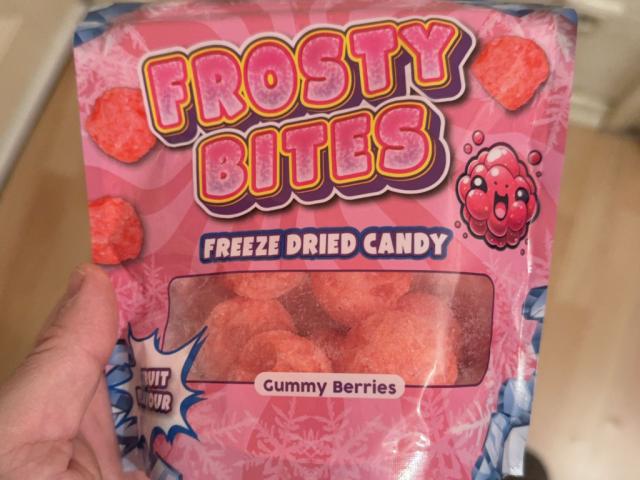 FROSTY
BITES
FREEZE DRIED CANDY
Gummy Berries